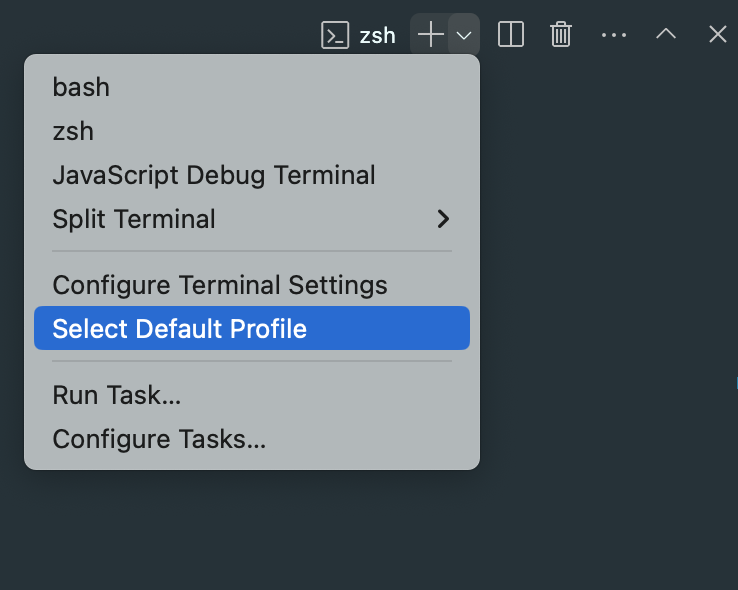 zsh
bash
zsh
JavaScript Debug Terminal
Split Terminal
Configure Terminal Settings
Select Default Profile
Run Task...
Configure Tasks...